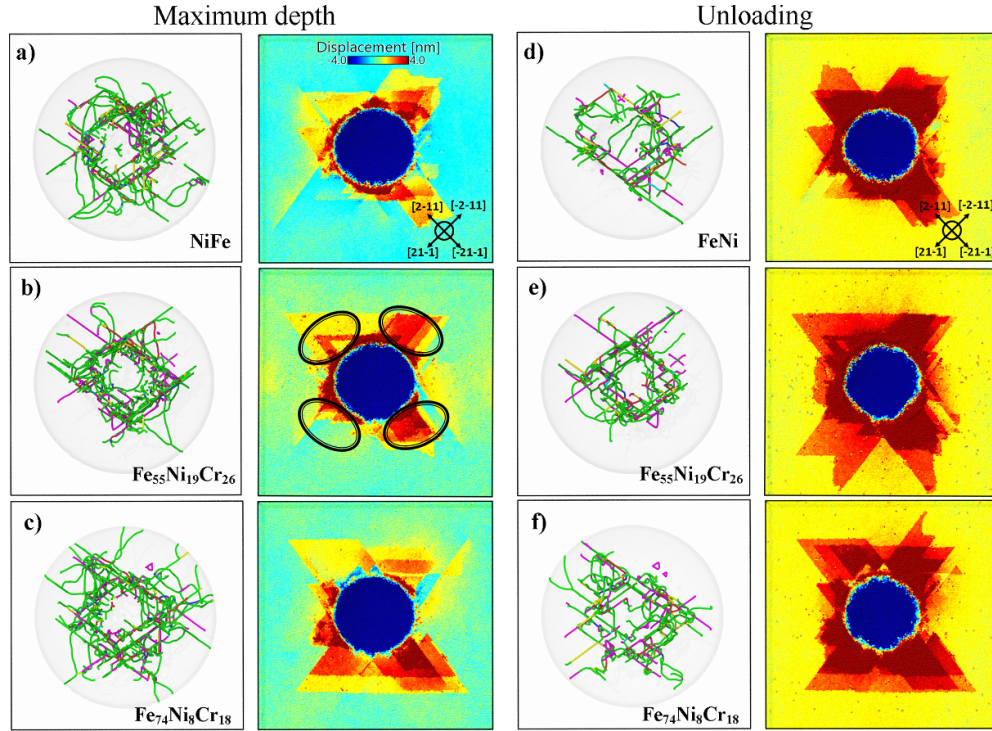 Maximum depth
Unloading
a)
NiFe
Displacement [nm]
-4.0 4.0
[2-11] [-2-11]
[21-1] [-21-1]
d)
FeNi
[2-11] [-2-11]
[21-1] [-21-1]
b)
Fe₅₅Ni₁₉Cr₂₆
e)
Fe₅₅Ni₁₉Cr₂₆
c)
Fe₇₄Ni₈Cr₁₈
f)
Fe₇₄Ni₈Cr₁₈